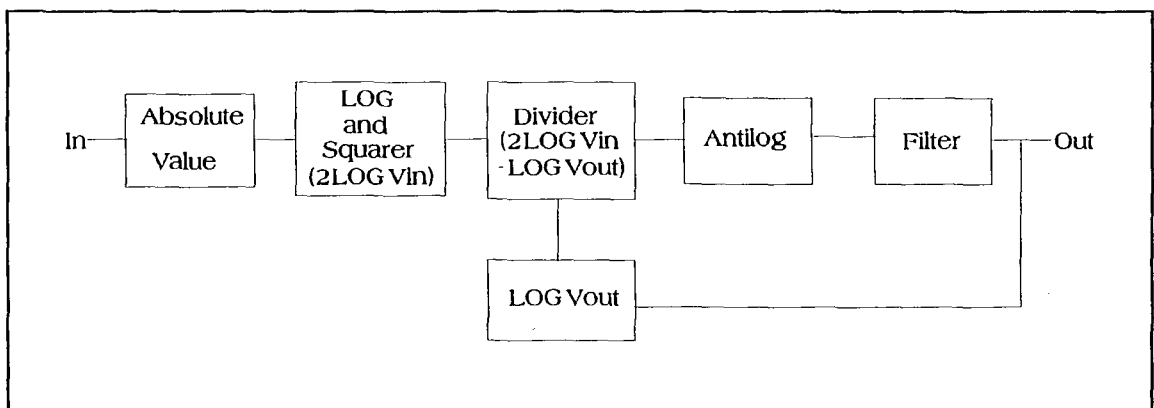 In
Absolute
Value
LOG
and
Squarer
(2LOG Vin)
Divider
(2LOG Vin
-LOG Vout)
Antilog
Filter
Out
LOG Vout